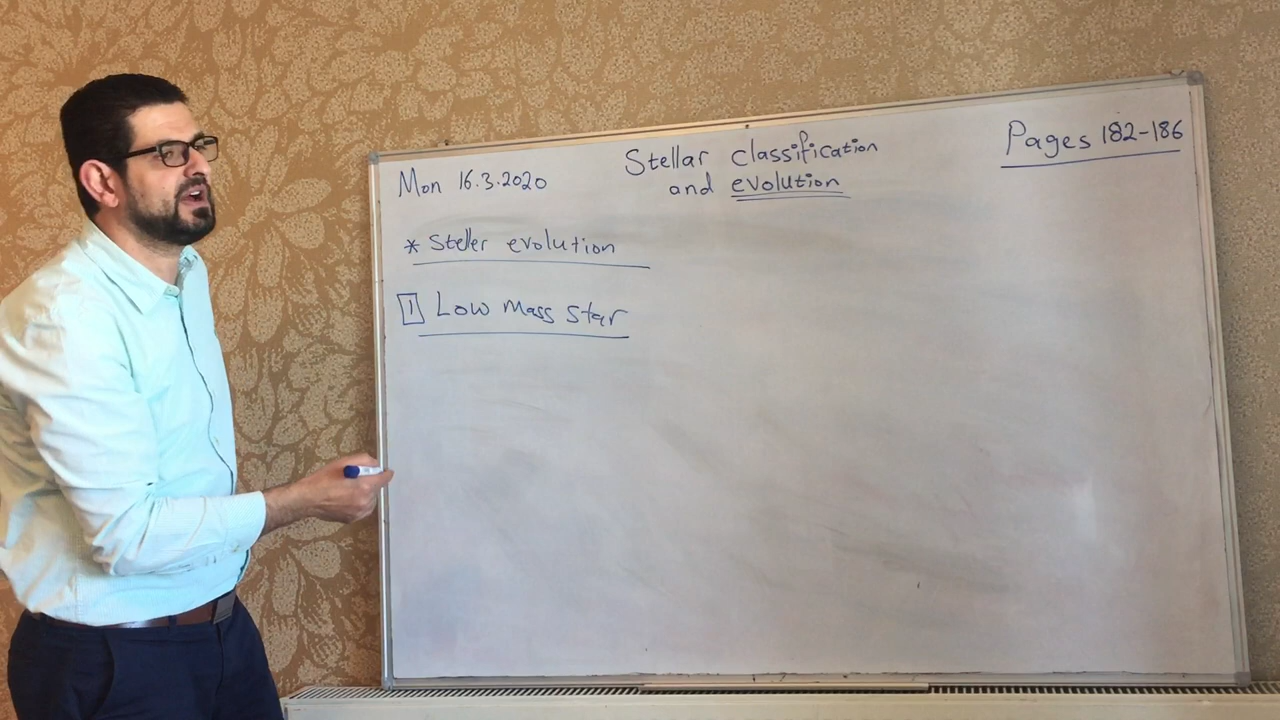 Mon 16.3.2020
Stellar classification
and evolution
Pages 182-186
* Steller evolution
1 Low mass star